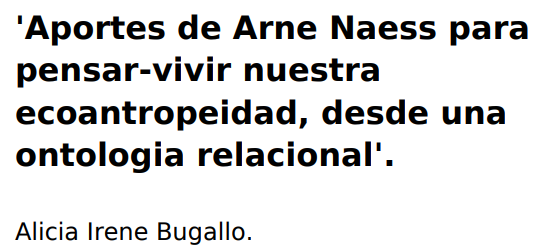 'Aportes de Arne Naess para
pensar-vivir nuestra
ecoantropeidad, desde una
ontologia relacional'.
Alicia Irene Bugallo.